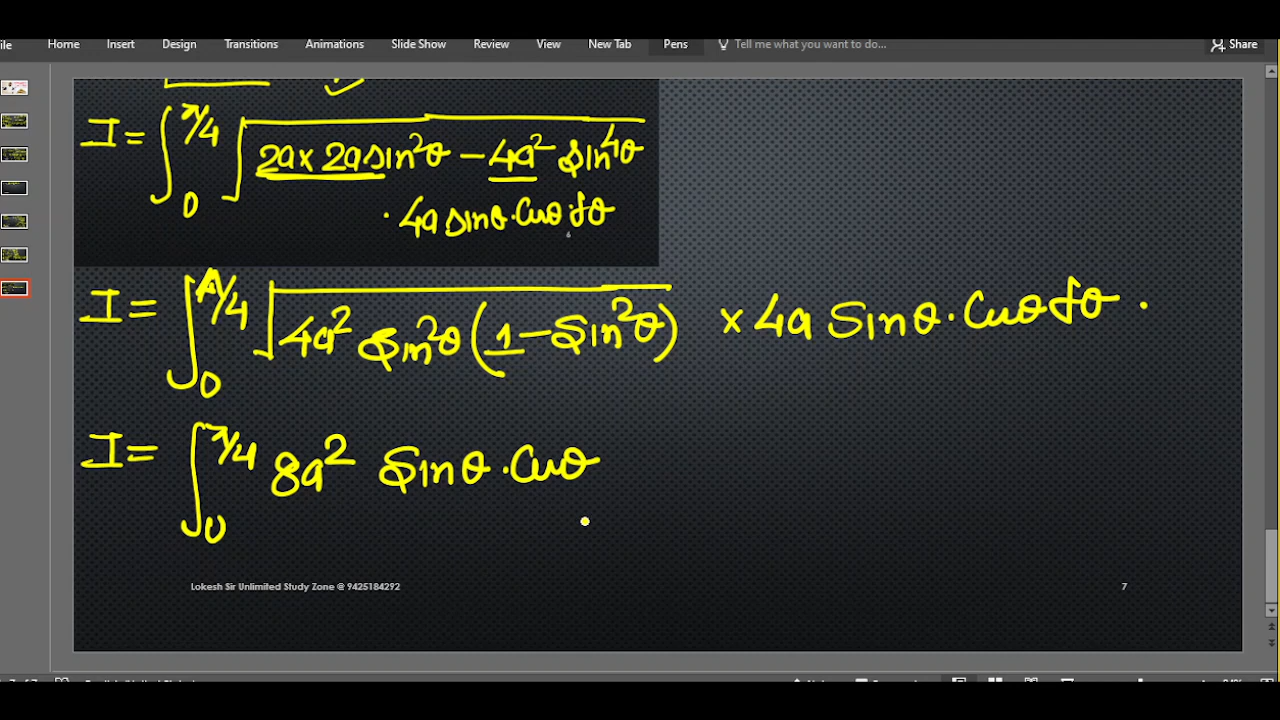 File Home Insert Design Transitions Animations Slide Show Review View New Tab Pens Tell me what you want to do... Share
I = ∫₀^π/4 √(2a × 2a sin²θ − 4a² sin⁴θ)
· 4a sinθ · cosθ · dθ
I = ∫₀^π/4 √(4a² sin²θ (1 − sin²θ)) × 4a sinθ · cosθ dθ ·
I = ∫₀^π/4 8a² sinθ · cosθ
Lokesh Sir Unlimited Study Zone @ 9425184292
7